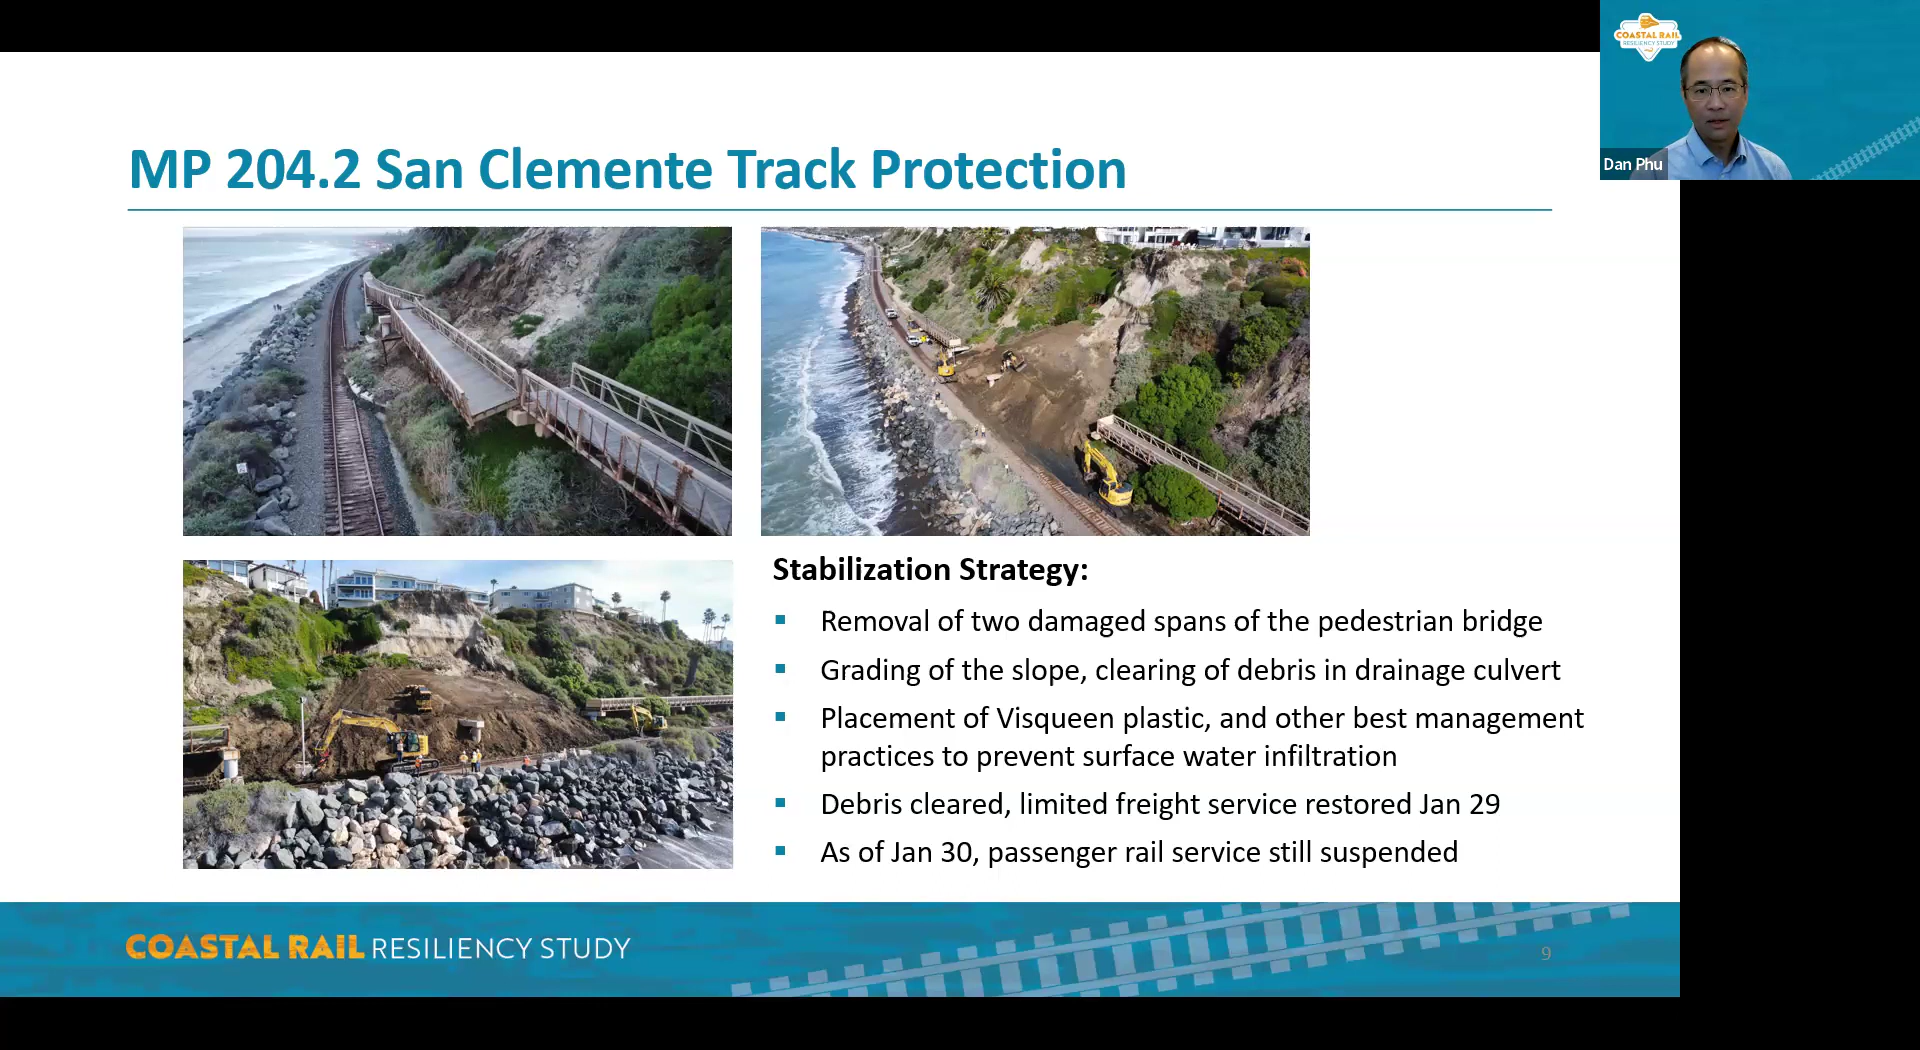 COASTAL RAIL
RESILIENCY STUDY
Dan Phu
MP 204.2 San Clemente Track Protection
Stabilization Strategy:
▪ Removal of two damaged spans of the pedestrian bridge
▪ Grading of the slope, clearing of debris in drainage culvert
▪ Placement of Visqueen plastic, and other best management
practices to prevent surface water infiltration
▪ Debris cleared, limited freight service restored Jan 29
▪ As of Jan 30, passenger rail service still suspended
COASTAL RAIL RESILIENCY STUDY
9